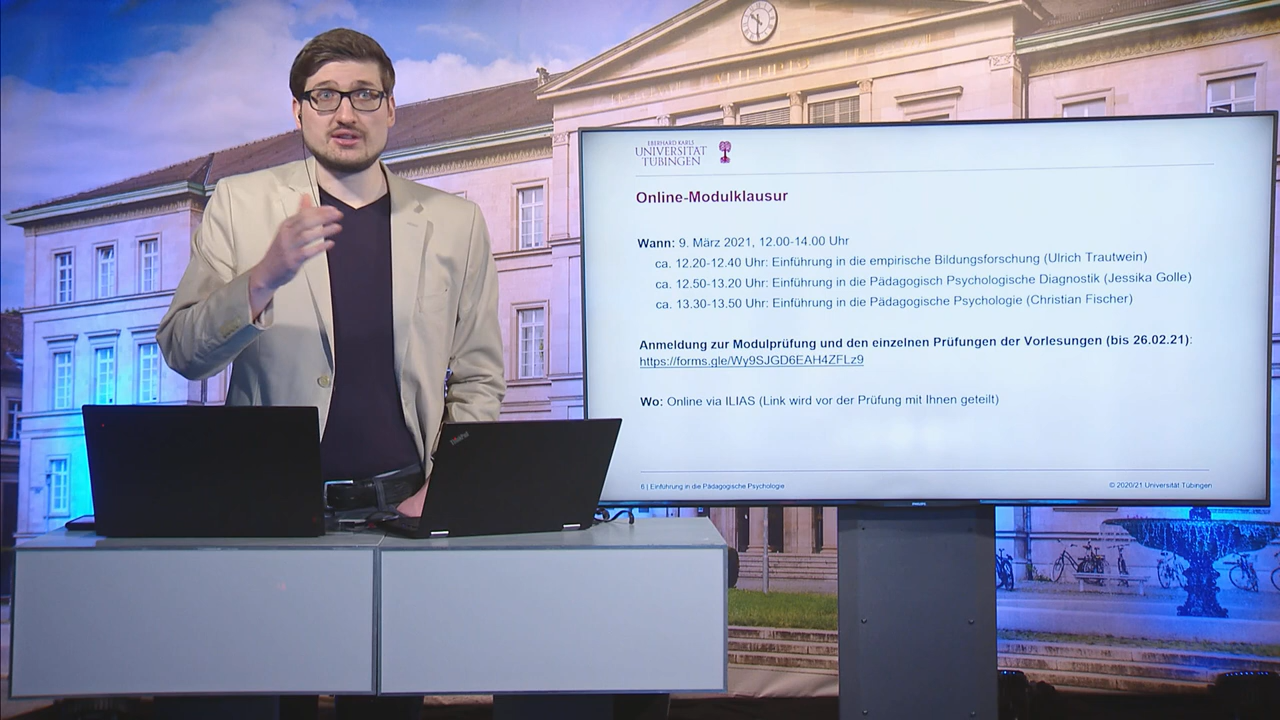 EBERHARD KARLS
UNIVERSITÄT
TÜBINGEN
Online-Modulklausur
Wann: 9. März 2021, 12.00-14.00 Uhr
ca. 12.20-12.40 Uhr: Einführung in die empirische Bildungsforschung (Ulrich Trautwein)
ca. 12.50-13.20 Uhr: Einführung in die Pädagogisch Psychologische Diagnostik (Jessika Golle)
ca. 13.30-13.50 Uhr: Einführung in die Pädagogische Psychologie (Christian Fischer)
Anmeldung zur Modulprüfung und den einzelnen Prüfungen der Vorlesungen (bis 26.02.21):
https://forms.gle/Wy9SJGD6EAH4ZFLz9
Wo: Online via ILIAS (Link wird vor der Prüfung mit Ihnen geteilt)
6 | Einführung in die Pädagogische Psychologie
© 2020/21 Universität Tübingen
PHILIPS
ThinkPad